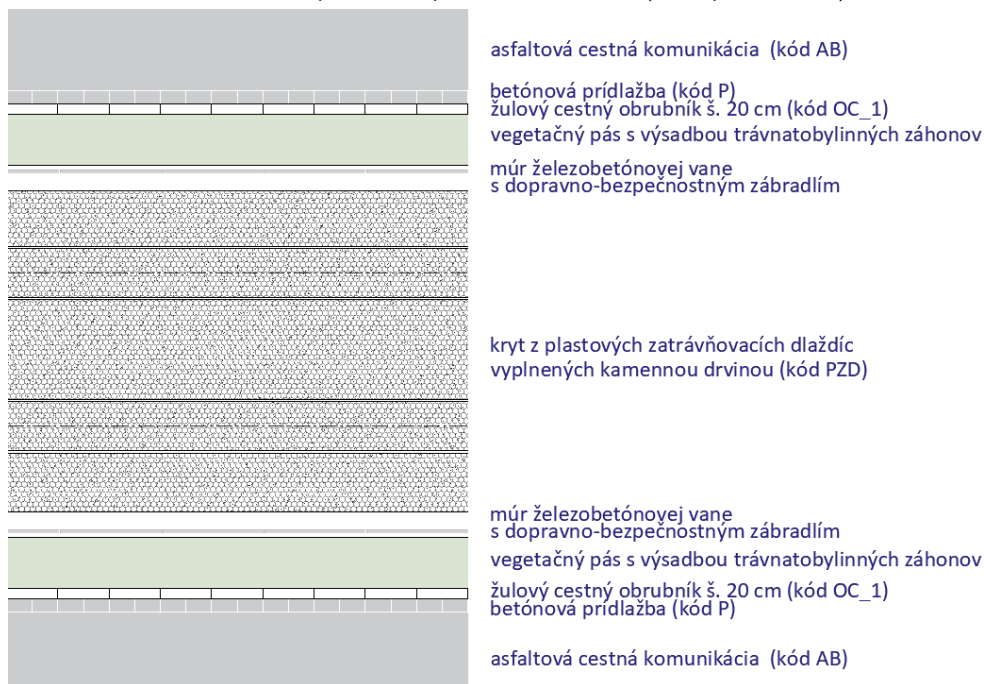 asfaltová cestná komunikácia (kód AB)
betónová prídlažba (kód P)
žulový cestný obrubník š. 20 cm (kód OC_1)
vegetačný pás s výsadbou trávnatobylinných záhonov
múr železobetónovej vane
s dopravno-bezpečnostným zábradlím
kryt z plastových zatrávňovacích dlaždíc
vyplnených kamennou drvinou (kód PZD)
múr železobetónovej vane
s dopravno-bezpečnostným zábradlím
vegetačný pás s výsadbou trávnatobylinných záhonov
žulový cestný obrubník š. 20 cm (kód OC_1)
betónová prídlažba (kód P)
asfaltová cestná komunikácia (kód AB)